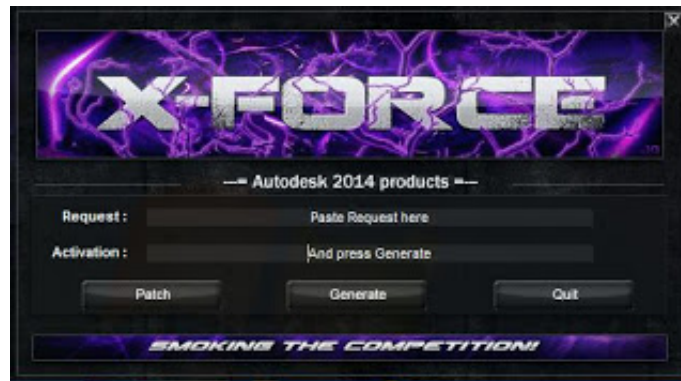 X
X-FORCE
---= Autodesk 2014 products =---
Request : Paste Request here
Activation : And press Generate
Patch Generate Quit
SMOKING THE COMPETITION!